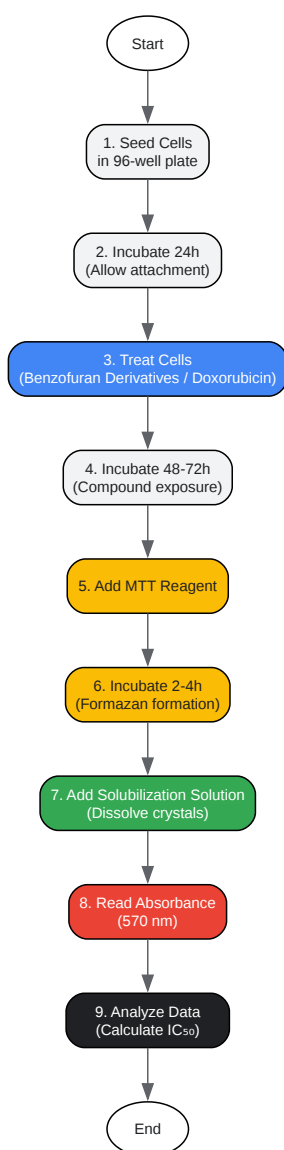 Start
1. Seed Cells
in 96-well plate
2. Incubate 24h
(Allow attachment)
3. Treat Cells
(Benzofuran Derivatives / Doxorubicin)
4. Incubate 48-72h
(Compound exposure)
5. Add MTT Reagent
6. Incubate 2-4h
(Formazan formation)
7. Add Solubilization Solution
(Dissolve crystals)
8. Read Absorbance
(570 nm)
9. Analyze Data
(Calculate IC₅₀)
End